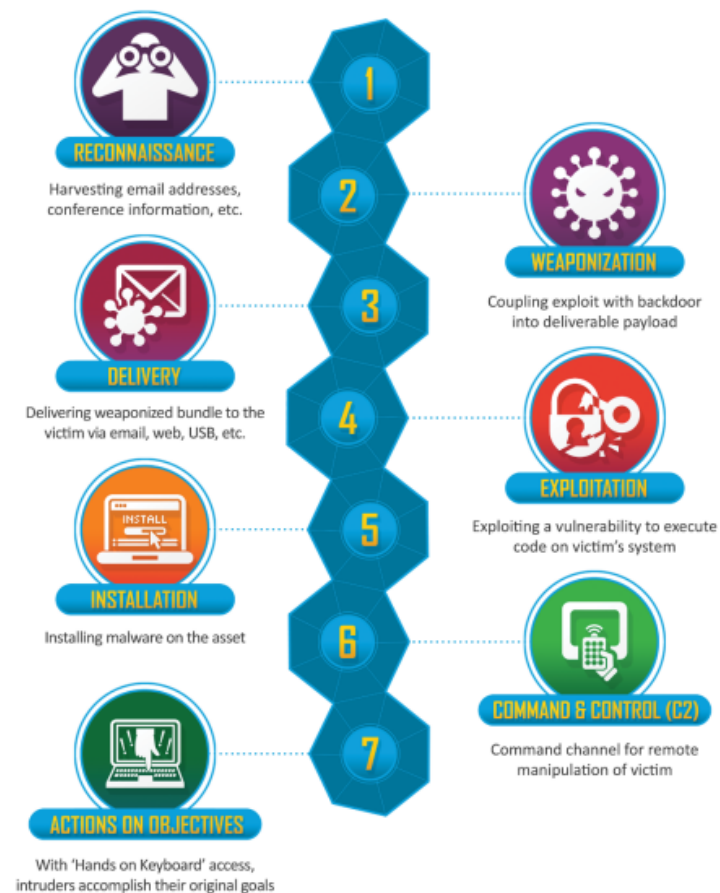 1
RECONNAISSANCE
Harvesting email addresses,
conference information, etc.
2
WEAPONIZATION
Coupling exploit with backdoor
into deliverable payload
3
DELIVERY
Delivering weaponized bundle to the
victim via email, web, USB, etc.
4
EXPLOITATION
Exploiting a vulnerability to execute
code on victim's system
5
INSTALL
INSTALLATION
Installing malware on the asset
6
COMMAND & CONTROL (C2)
Command channel for remote
manipulation of victim
7
ACTIONS ON OBJECTIVES
With 'Hands on Keyboard' access,
intruders accomplish their original goals